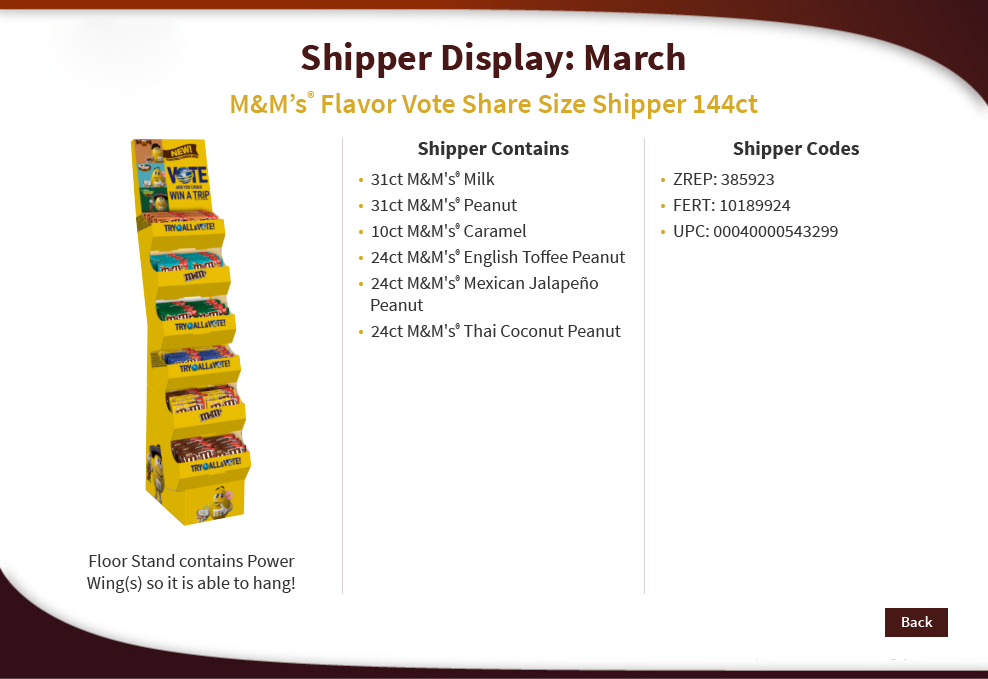 Shipper Display: March
M&M’s® Flavor Vote Share Size Shipper 144ct
NEW!
VOTE
WIN A TRIP
TRY ALL & VOTE!
m&m's
TRY ALL & VOTE!
TRY ALL & VOTE!
m&m's
TRY ALL & VOTE!
Floor Stand contains Power
Wing(s) so it is able to hang!
Shipper Contains
• 31ct M&M's® Milk
• 31ct M&M's® Peanut
• 10ct M&M's® Caramel
• 24ct M&M's® English Toffee Peanut
• 24ct M&M's® Mexican Jalapeño
Peanut
• 24ct M&M's® Thai Coconut Peanut
Shipper Codes
• ZREP: 385923
• FERT: 10189924
• UPC: 00040000543299
Back